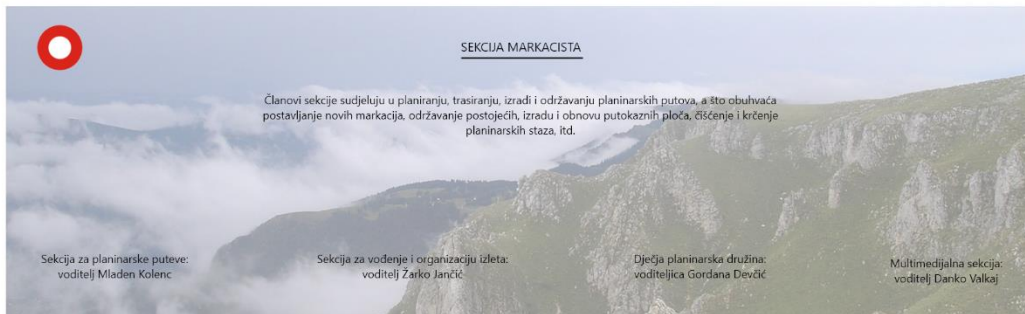 SEKCIJA MARKACISTA
Članovi sekcije sudjeluju u planiranju, trasiranju, izradi i održavanju planinarskih putova, a što obuhvaća
postavljanje novih markacija, održavanje postojećih, izradu i obnovu putokaznih ploča, čišćenje i krčenje
planinarskih staza, itd.
Sekcija za planinarske puteve:
voditelj Mladen Kolenc
Sekcija za vođenje i organizaciju izleta:
voditelj Žarko Jančić
Dječja planinarska družina:
voditeljica Gordana Devčić
Multimedijalna sekcija:
voditelj Danko Valkaj